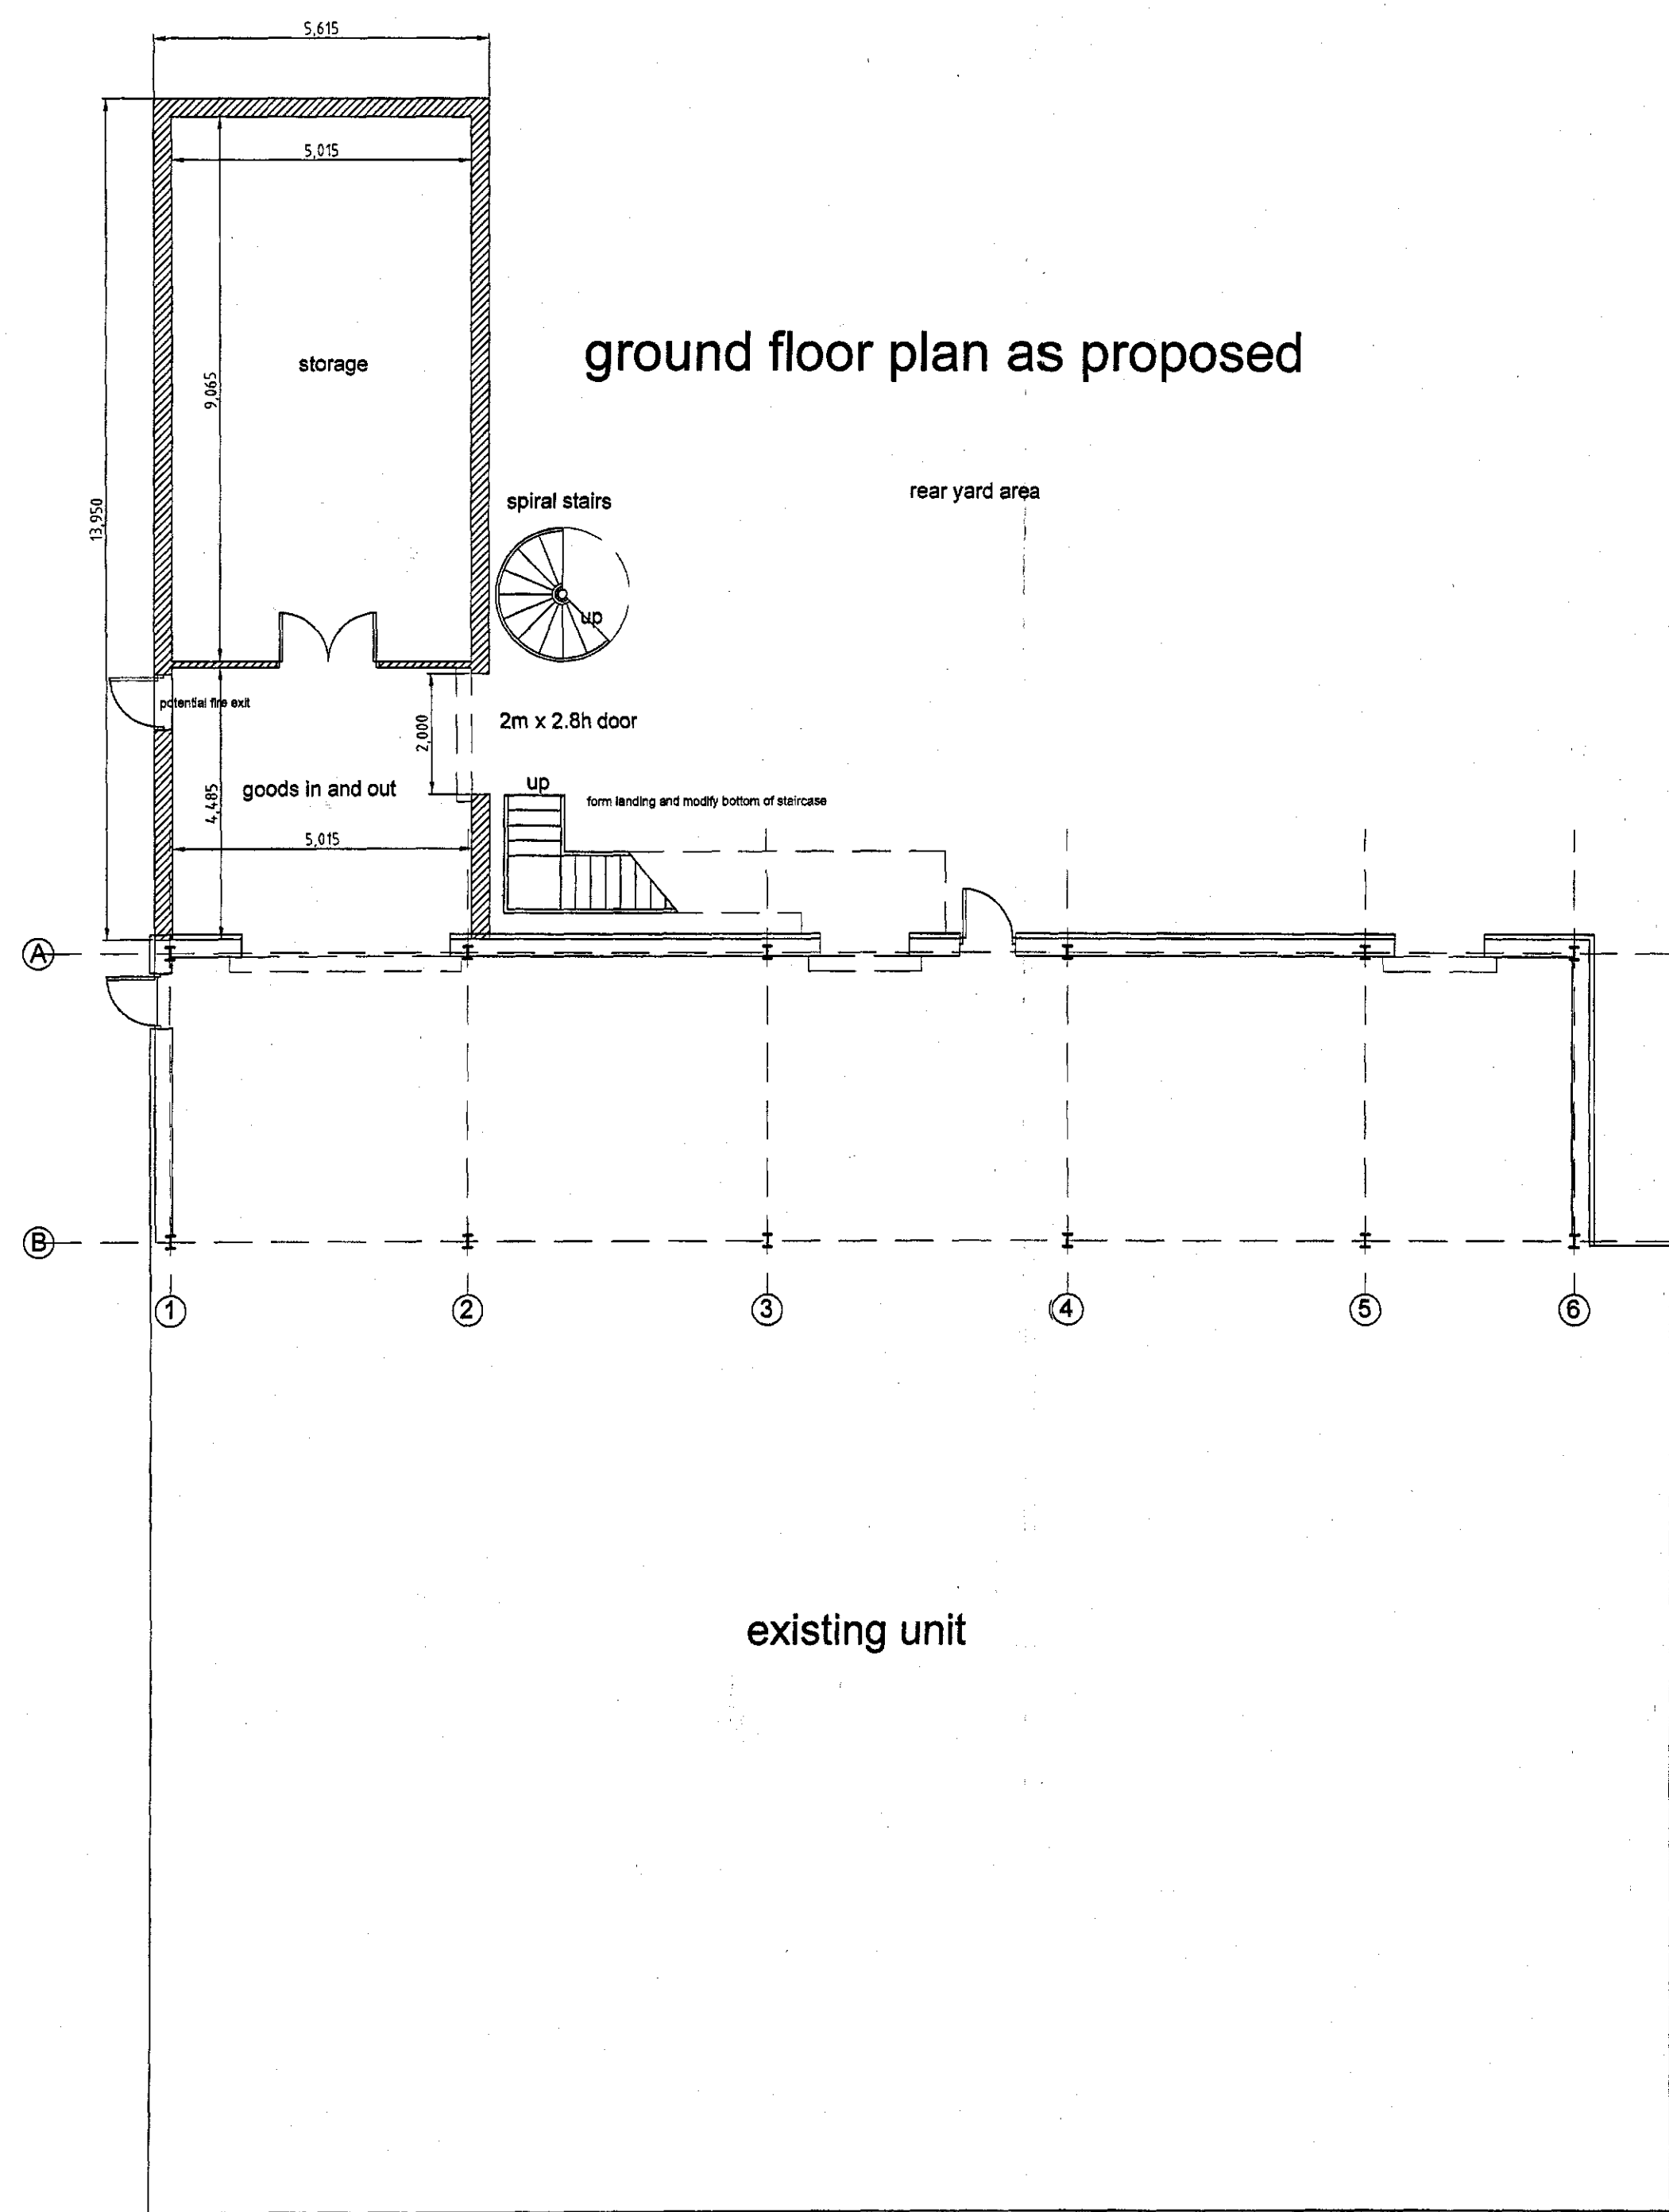 5,615
5,015
ground floor plan as proposed
storage
9,065
rear yard area
spiral stairs
13,950
up
potential fire exit
2m x 2.8h door
2,000
up
goods in and out
4,485
form landing and modify bottom of staircase
5,015
A
B
1 2 3 4 5 6
existing unit